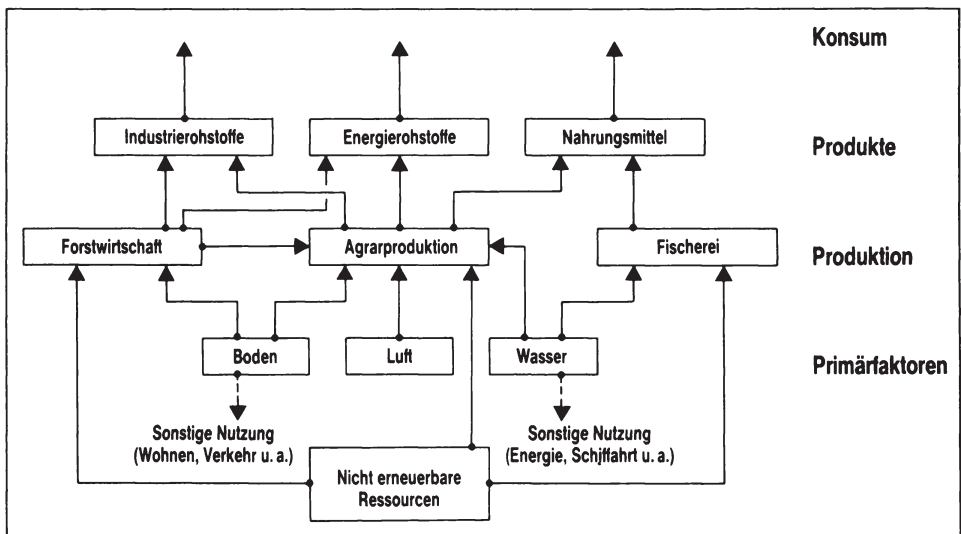 Konsum
Industrierohstoffe
Energierohstoffe
Nahrungsmittel
Produkte
Forstwirtschaft
Agrarproduktion
Fischerei
Produktion
Boden
Luft
Wasser
Primärfaktoren
Sonstige Nutzung
(Wohnen, Verkehr u. a.)
Sonstige Nutzung
(Energie, Schiffahrt u. a.)
Nicht erneuerbare
Ressourcen